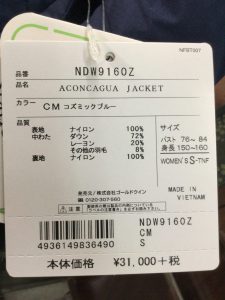 NFBT007
品番 NDW9160Z
品名 ACONCAGUA JACKET
カラー CM コズミックブルー
品質
表地 ナイロン 100%
中わた ダウン 72%
レーヨン 20%
その他の羽毛 8%
裏地 ナイロン 100%
サイズ
バスト 76~84
身長 150~160
WOMEN'S S-TNF
発売元/株式会社ゴールドウイン
0120-307-560
MADE IN
VIETNAM
注意
4936149836490
NDW9160Z
CM
S
本体価格 ¥31,000+税